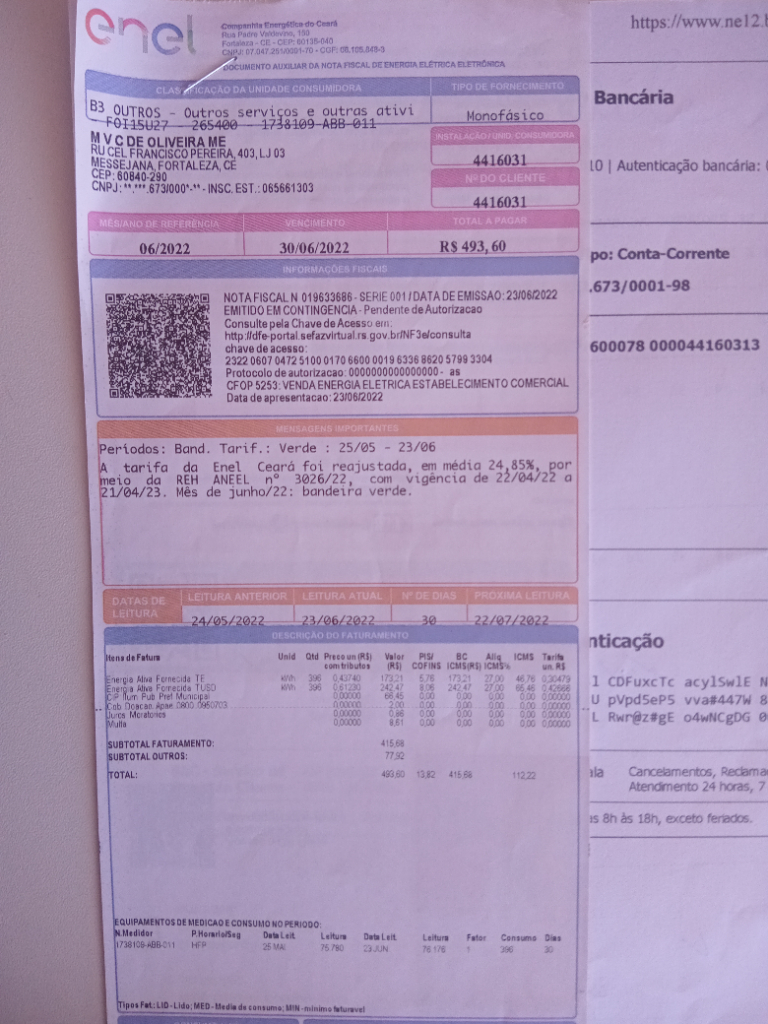 enel
Companhia Energética do Ceará
Rua Padre Valdevino, 150
Fortaleza - CE - CEP: 60135-040
CNPJ: 07.047.251/0001-70 - CGF: 06.105.848-3
DOCUMENTO AUXILIAR DA NOTA FISCAL DE ENERGIA ELÉTRICA ELETRÔNICA
CLASSIFICAÇÃO DA UNIDADE CONSUMIDORA
TIPO DE FORNECIMENTO
B3 OUTROS - Outros serviços e outras ativi
Monofásico
FOI15U27 - 265400 - 1738109-ABB-011
M V C DE OLIVEIRA ME
RU CEL FRANCISCO PEREIRA, 403, LJ 03
MESSEJANA, FORTALEZA, CE
CEP: 60840-290
CNPJ: **.***.673/000*-** - INSC. EST.: 065661303
INSTALAÇÃO / UNID. CONSUMIDORA
4416031
Nº DO CLIENTE
4416031
MÊS/ANO DE REFERÊNCIA
VENCIMENTO
TOTAL A PAGAR
06/2022
30/06/2022
R$ 493,60
INFORMAÇÕES FISCAIS
NOTA FISCAL N 019633686 - SERIE 001 / DATA DE EMISSAO: 23/06/2022
EMITIDO EM CONTINGENCIA - Pendente de Autorizacao
Consulte pela Chave de Acesso em:
http://dfe-portal.sefazvirtual.rs.gov.br/NF3e/consulta
chave de acesso:
2322 0607 0472 5100 0170 6600 0019 6336 8620 5799 3304
Protocolo de autorizacao: 0000000000000000 - as
CFOP 5253: VENDA ENERGIA ELETRICA ESTABELECIMENTO COMERCIAL
Data de apresentacao: 23/06/2022
MENSAGENS IMPORTANTES
Periodos: Band. Tarif.: Verde : 25/05 - 23/06
A tarifa da Enel Ceará foi reajustada, em média 24,85%, por
meio da REH ANEEL nº 3026/22, com vigência de 22/04/22 a
21/04/23. Mês de junho/22: bandeira verde.
DATAS DE LEITURA
LEITURA ANTERIOR
LEITURA ATUAL
Nº DE DIAS
PRÓXIMA LEITURA
24/05/2022
23/06/2022
30
22/07/2022
DESCRIÇÃO DO FATURAMENTO
Itens de Fatura Unid Qtd Preco un (R$) com tributos Valor (R$) PIS/ COFINS BC ICMS(R$) Aliq ICMS% ICMS Tarifa un. R$
Energia Ativa Fornecida TE kWh 396 0,43740 173,21 5,76 173,21 27,00 46,76 0,30479
Energia Ativa Fornecida TUSD kWh 396 0,61230 242,47 8,06 242,47 27,00 65,46 0,42666
CIP Ilum Pub Pref Municipal 0,00000 66,45 0,00 0,00 0,00 0,00 0,00000
Cob Doacao Apae 0800 0950703 0,00000 2,00 0,00 0,00 0,00 0,00 0,00000
Juros Moratorios 0,00000 0,86 0,00 0,00 0,00 0,00 0,00000
Multa 0,00000 8,61 0,00 0,00 0,00 0,00 0,00000
SUBTOTAL FATURAMENTO: 415,68
SUBTOTAL OUTROS: 77,92
TOTAL: 493,60 13,82 415,68 112,22
EQUIPAMENTOS DE MEDICAO E CONSUMO NO PERIODO:
N.Medidor P.Horario/Seg Data Leit. Leitura Data Leit. Leitura Fator Consumo Dias
1738109-ABB-011 HFP 25 MAI 75.780 23 JUN 76.176 1 396 30
Tipos Fat.: LID - Lido; MED - Media de consumo; MIN - minimo faturavel
https://www.ne12.b
Bancária
10 | Autenticação bancária:
po: Conta-Corrente
.673/0001-98
600078 000044160313
nticação
l CDFuxcTc acylSwlE N
U pVpd5eP5 vva#447W 8
L Rwr@z#gE o4wNCgDG 0
ala
Cancelamentos, Reclama
Atendimento 24 horas, 7
as 8h às 18h, exceto feriados.